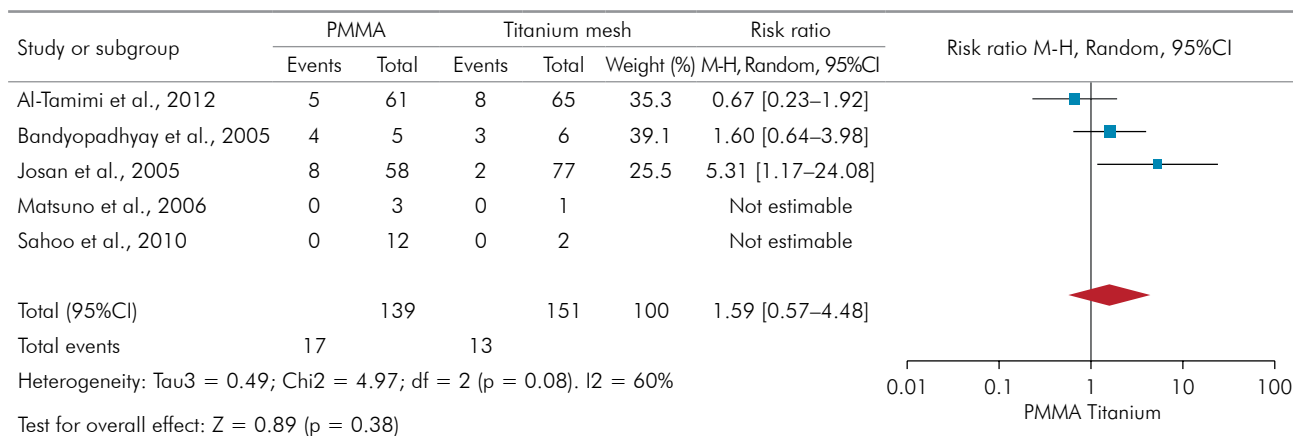 Study or subgroup PMMA Titanium mesh Risk ratio Risk ratio M-H, Random, 95%CI
Events Total Events Total Weight (%) M-H, Random, 95%CI
Al-Tamimi et al., 2012 5 61 8 65 35.3 0.67 [0.23–1.92]
Bandyopadhyay et al., 2005 4 5 3 6 39.1 1.60 [0.64–3.98]
Josan et al., 2005 8 58 2 77 25.5 5.31 [1.17–24.08]
Matsuno et al., 2006 0 3 0 1 Not estimable
Sahoo et al., 2010 0 12 0 2 Not estimable
Total (95%CI) 139 151 100 1.59 [0.57–4.48]
Total events 17 13
Heterogeneity: Tau3 = 0.49; Chi2 = 4.97; df = 2 (p = 0.08). I2 = 60%
Test for overall effect: Z = 0.89 (p = 0.38)
0.01 0.1 1 10 100
PMMA Titanium